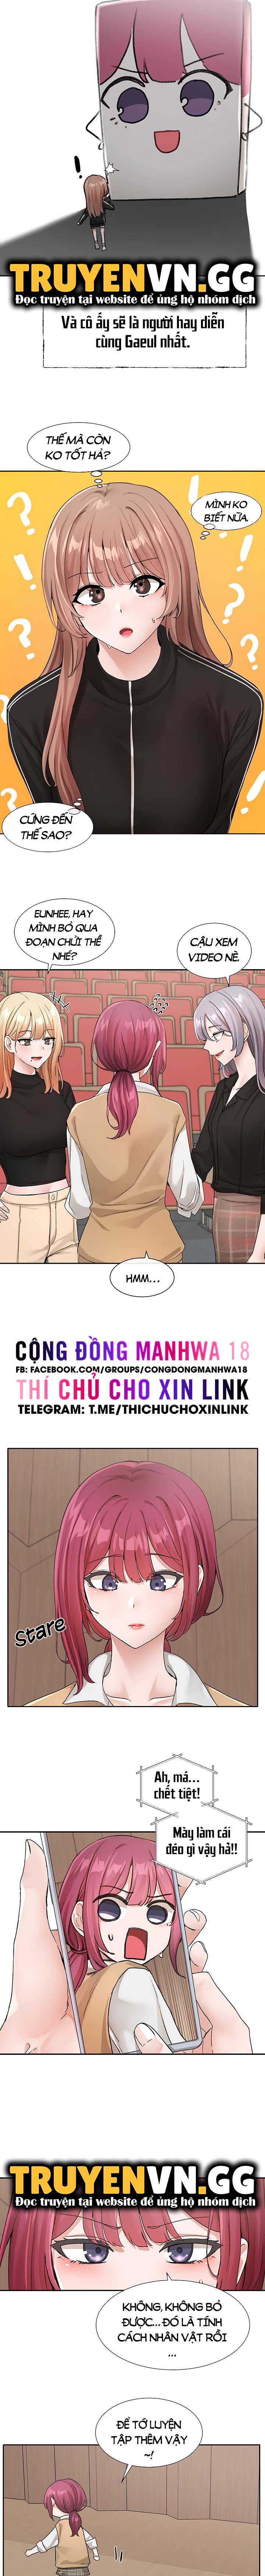 !
TRUYENVN.GG
Đọc truyện tại website để ủng hộ nhóm dịch
Và cô ấy sẽ là người hay diễn
cùng Gaeul nhất.
THẾ MÀ CÒN
KO TỐT HẢ?
MÌNH KO
BIẾT NỮA.
CỨNG ĐẾN
THẾ SAO?
EUNHEE, HAY
MÌNH BỎ QUA
ĐOẠN CHỬI THỀ
NHÉ?
CẬU XEM
VIDEO NÈ.
HMM...
CỘNG ĐỒNG MANHWA 18
FB: FACEBOOK.COM/GROUPS/CONGDONGMANHWA18
THÍ CHỦ CHO XIN LINK
TELEGRAM: T.ME/THICHUCHOXINLINK
Stare
Ah, má...
chết tiệt!
Mày làm cái
đéo gì vậy hả!!
TRUYENVN.GG
Đọc truyện tại website để ủng hộ nhóm dịch
KHÔNG, KHÔNG BỎ
ĐƯỢC... ĐÓ LÀ TÍNH
CÁCH NHÂN VẬT RỒI
...
ĐỂ TỚ LUYỆN
TẬP THÊM VẬY
~!